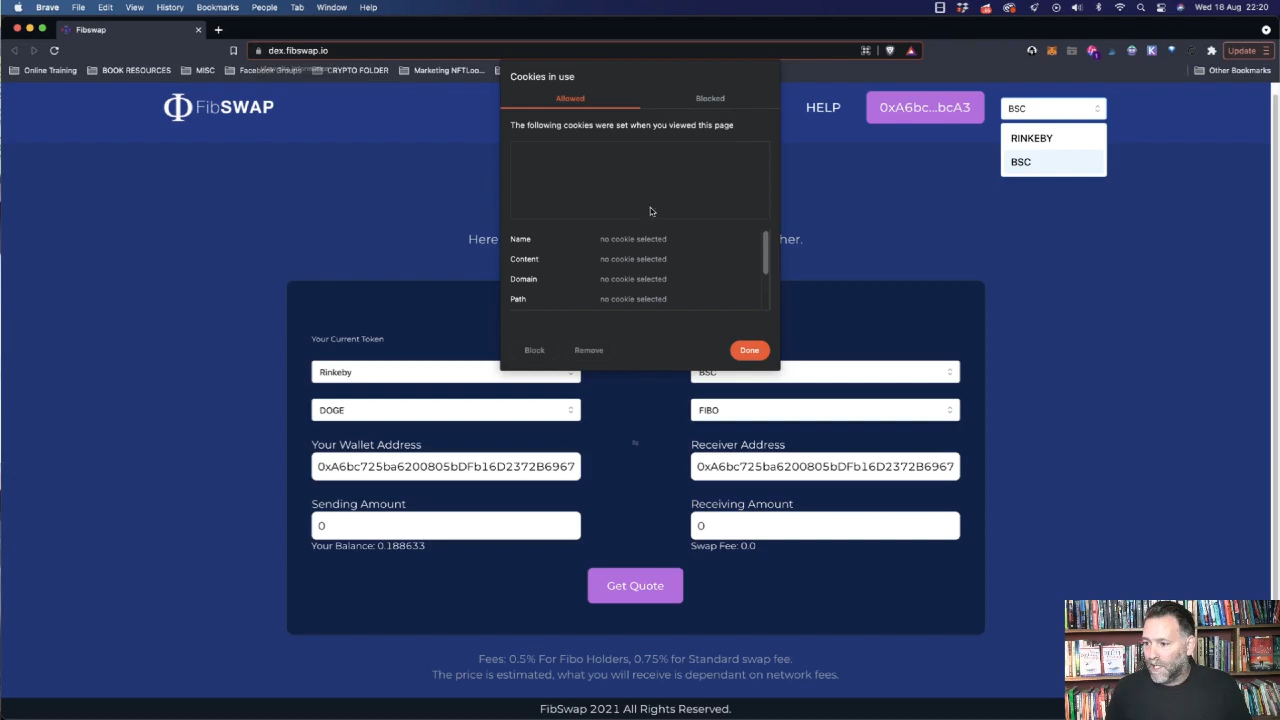 Brave File Edit View History Bookmarks People Tab Window Help
Wed 18 Aug 22:20
Fibswap
dex.fibswap.io
Update
Online Training BOOK RESOURCES MISC CRYPTO FOLDER Marketing NFTLoo... Other Bookmarks
FibSWAP
HELP
0XA6bc...bcA3
BSC
RINKEBY
BSC
Cookies in use
Allowed Blocked
The following cookies were set when you viewed this page
Name no cookie selected
Content no cookie selected
Domain no cookie selected
Path no cookie selected
Block Remove Done
Here
her.
Your Current Token
Rinkeby
BSC
DOGE
FIBO
Your Wallet Address
Receiver Address
0xA6bc725ba6200805bDFb16D2372B6967
0xA6bc725ba6200805bDFb16D2372B6967
Sending Amount
Receiving Amount
0
0
Your Balance: 0.188633
Swap Fee: 0.0
Get Quote
Fees: 0.5% For Fibo Holders, 0.75% for Standard swap fee.
The price is estimated, what you will receive is dependant on network fees.
FibSwap 2021 All Rights Reserved.